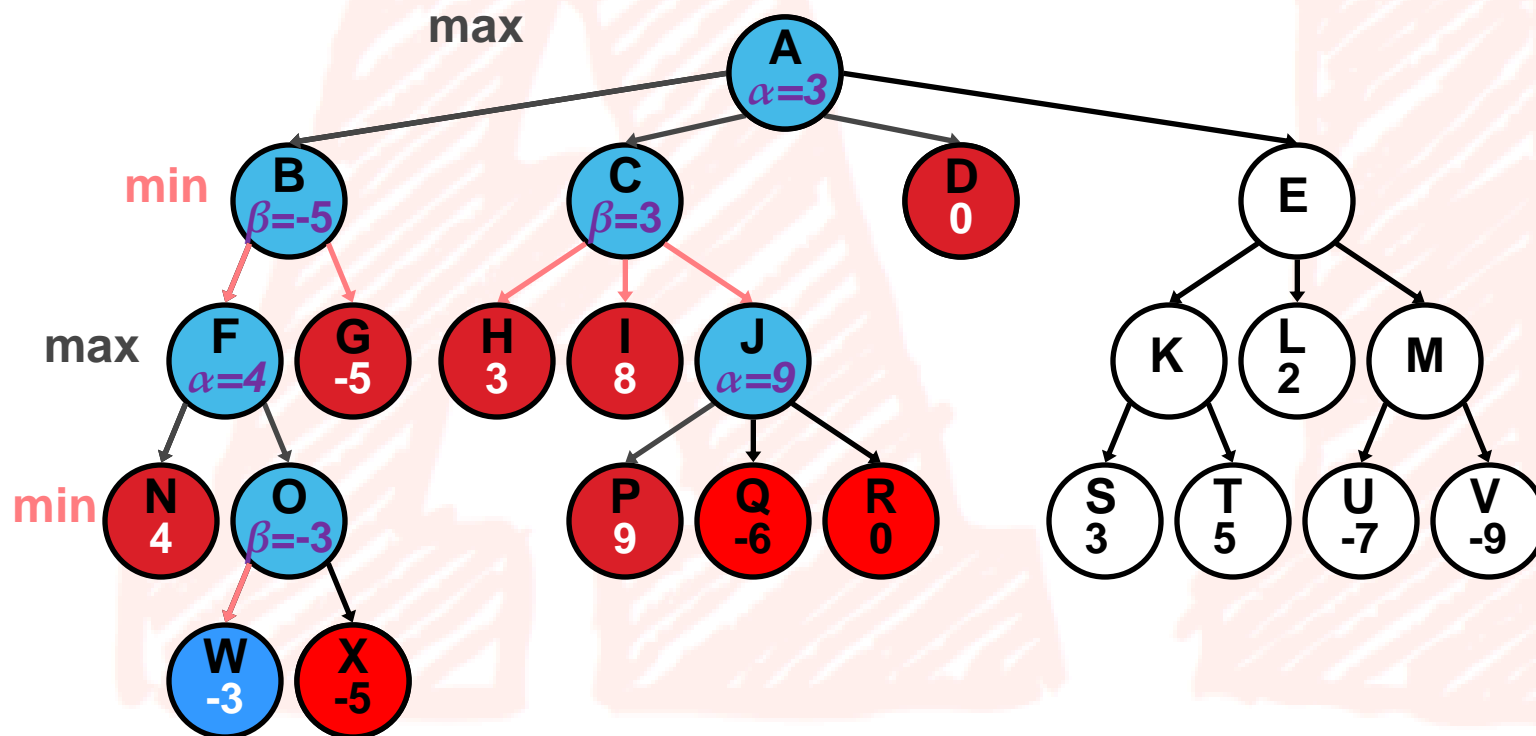 max
A
α=3
min
B
β=-5
C
β=3
D
0
E
max
F
α=4
G
-5
H
3
I
8
J
α=9
K
L
2
M
min
N
4
O
β=-3
P
9
Q
-6
R
0
S
3
T
5
U
-7
V
-9
W
-3
X
-5